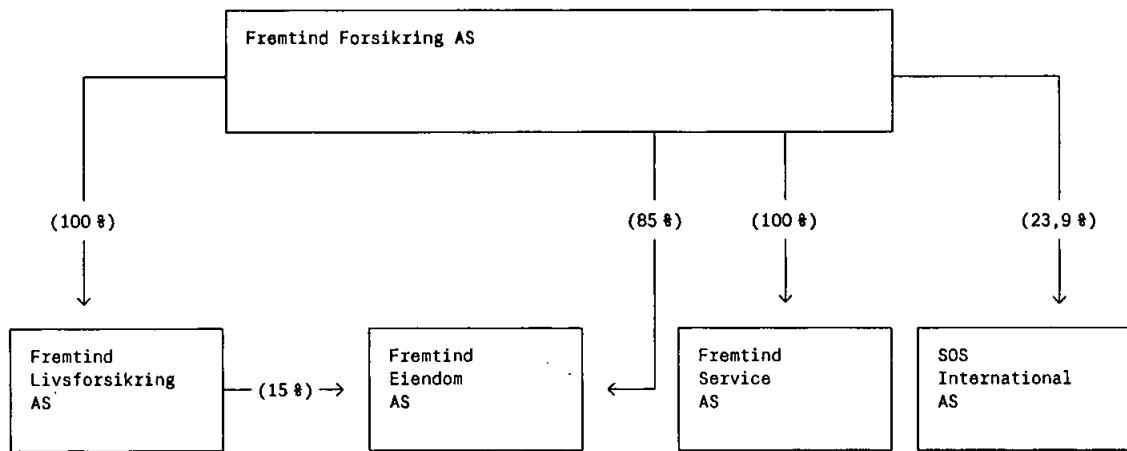 Fremtind Forsikring AS
(100 %)
(85 %)
(100 %)
(23,9 %)
Fremtind
Livsforsikring
AS
(15 %)
Fremtind
Eiendom
AS
Fremtind
Service
AS
SOS
International
AS